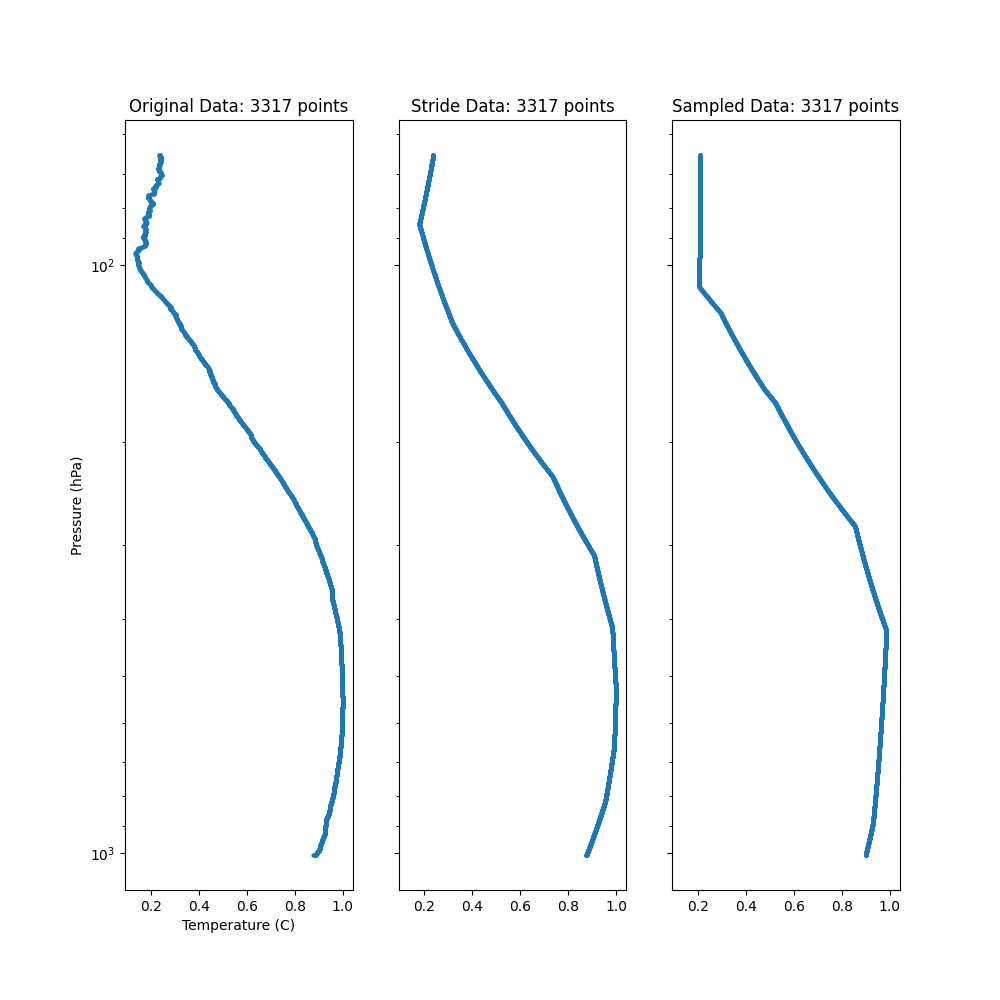 Original Data: 3317 points
Stride Data: 3317 points
Sampled Data: 3317 points
Pressure (hPa)
10²
10³
0.2 0.4 0.6 0.8 1.0
0.2 0.4 0.6 0.8 1.0
0.2 0.4 0.6 0.8 1.0
Temperature (C)